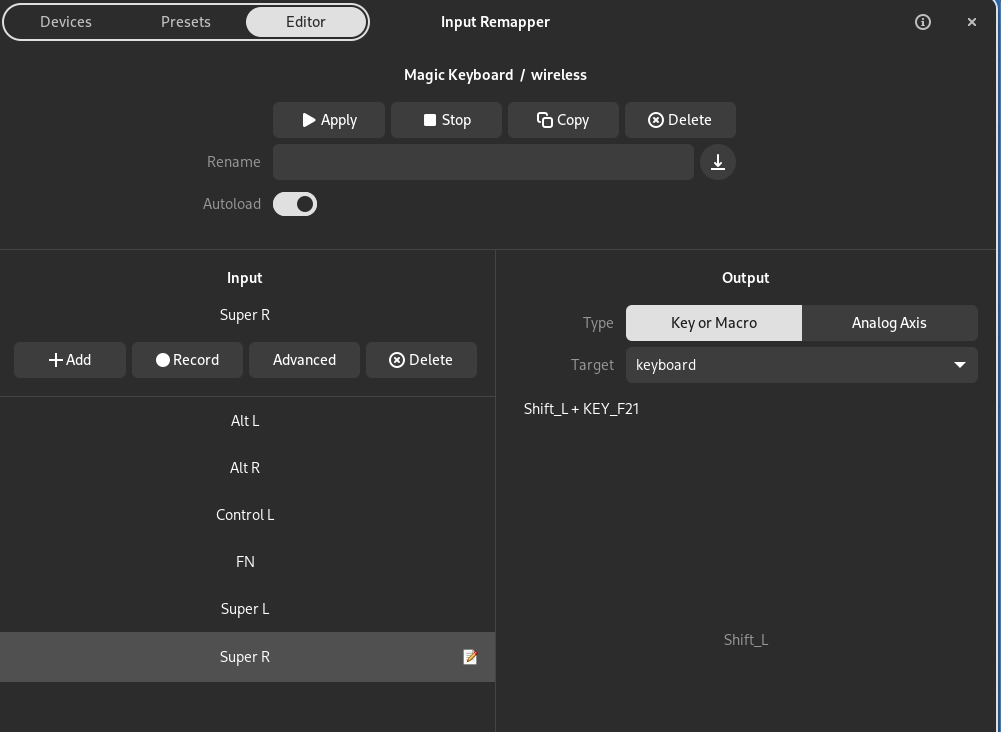 Devices Presets Editor Input Remapper
Magic Keyboard / wireless
Apply Stop Copy Delete
Rename
Autoload
Input
Super R
Add Record Advanced Delete
Alt L
Alt R
Control L
FN
Super L
Super R
Output
Type Key or Macro Analog Axis
Target keyboard
Shift_L + KEY_F21
Shift_L